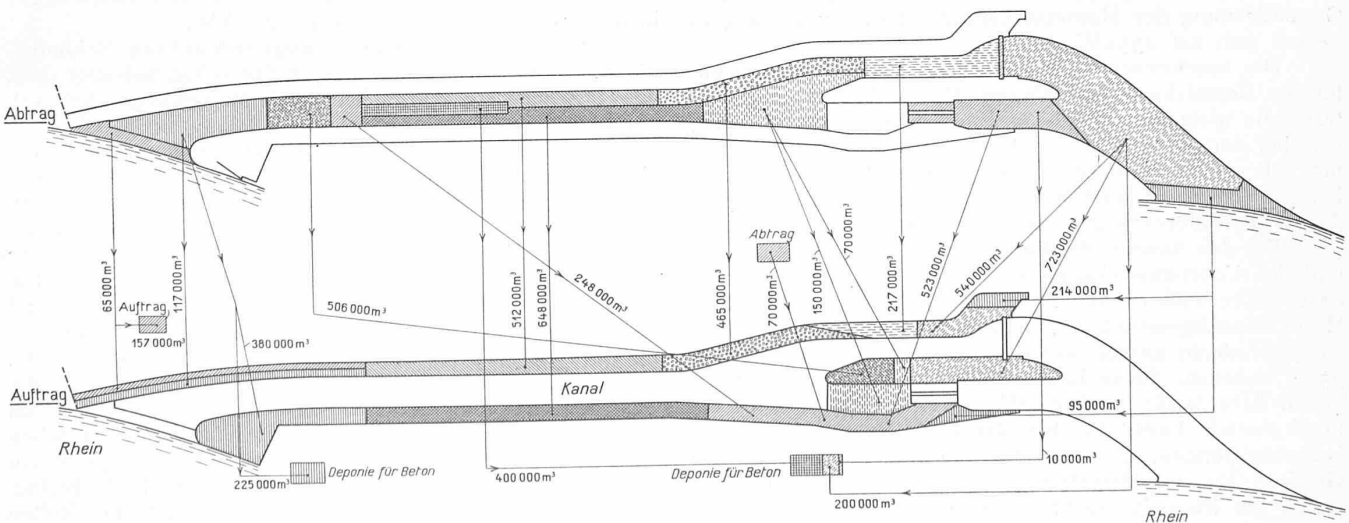 Abtrag
65 000 m³
117 000 m³
Auftrag
157 000 m³
380 000 m³
506 000 m³
512 000 m³
648 000 m³
248 000 m³
465 000 m³
Abtrag
70 000 m³
150 000 m³
70 000 m³
217 000 m³
523 000 m³
540 000 m³
723 000 m³
214 000 m³
Auftrag
Kanal
95 000 m³
Rhein
Deponie für Beton
225 000 m³
400 000 m³
Deponie für Beton
10 000 m³
200 000 m³
Rhein